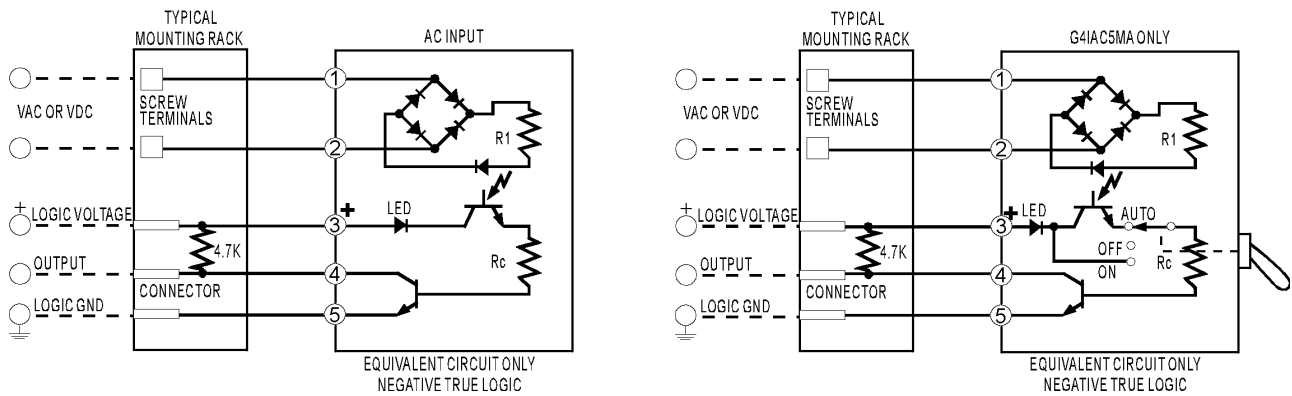 TYPICAL
MOUNTING RACK
AC INPUT
1
VAC OR VDC
SCREW
TERMINALS
R1
2
+
LOGIC VOLTAGE
+
3
LED
4.7K
Rc
OUTPUT
4
CONNECTOR
LOGIC GND
5
EQUIVALENT CIRCUIT ONLY
NEGATIVE TRUE LOGIC
TYPICAL
MOUNTING RACK
G4IAC5MA ONLY
1
VAC OR VDC
SCREW
TERMINALS
R1
2
+
LOGIC VOLTAGE
+
3
LED
AUTO
4.7K
OFF
Rc
OUTPUT
4
ON
CONNECTOR
LOGIC GND
5
EQUIVALENT CIRCUIT ONLY
NEGATIVE TRUE LOGIC